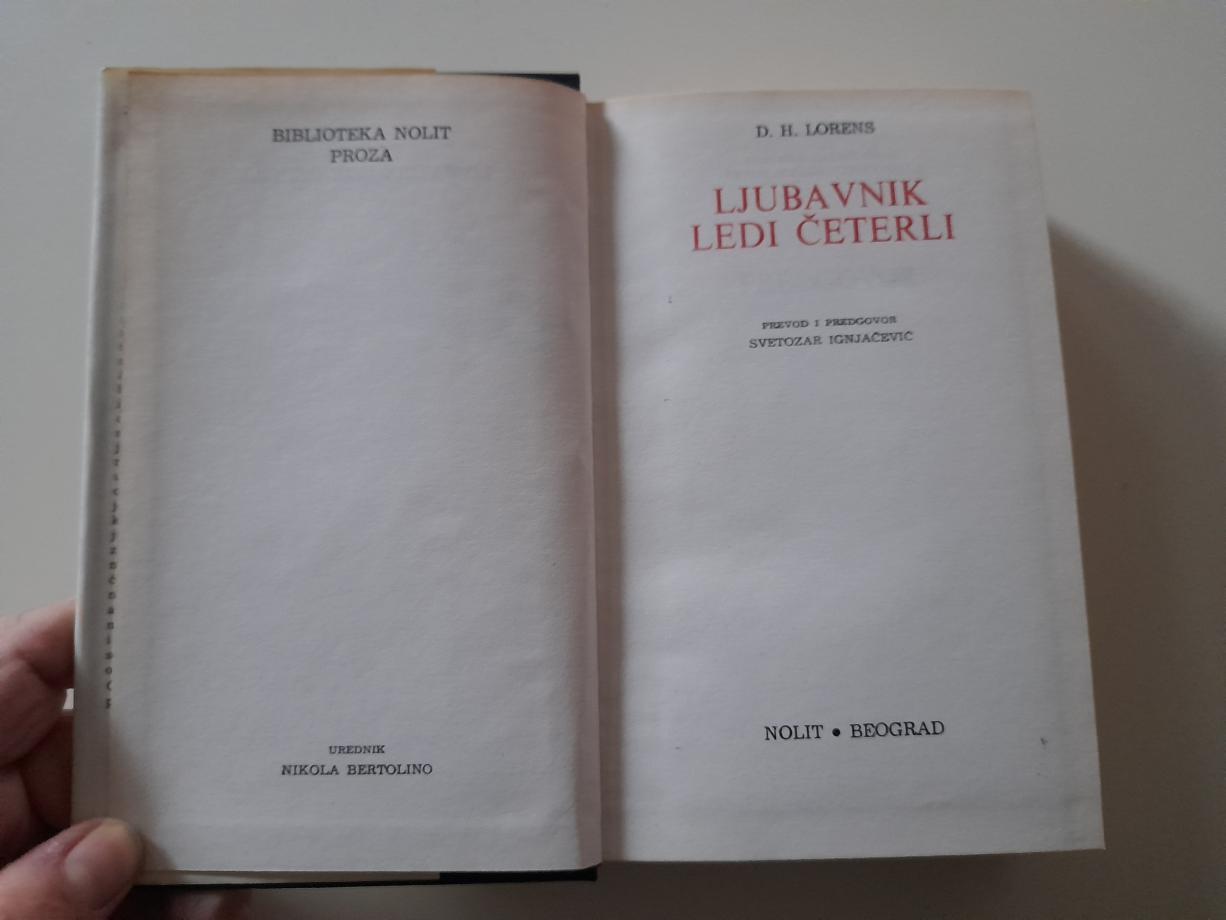 BIBLIOTEKA NOLIT
PROZA
UREDNIK
NIKOLA BERTOLINO
D. H. LORENS
LJUBAVNIK
LEDI ČETERLI
PREVOD I PREDGOVOR
SVETOZAR IGNJAČEVIĆ
NOLIT • BEOGRAD